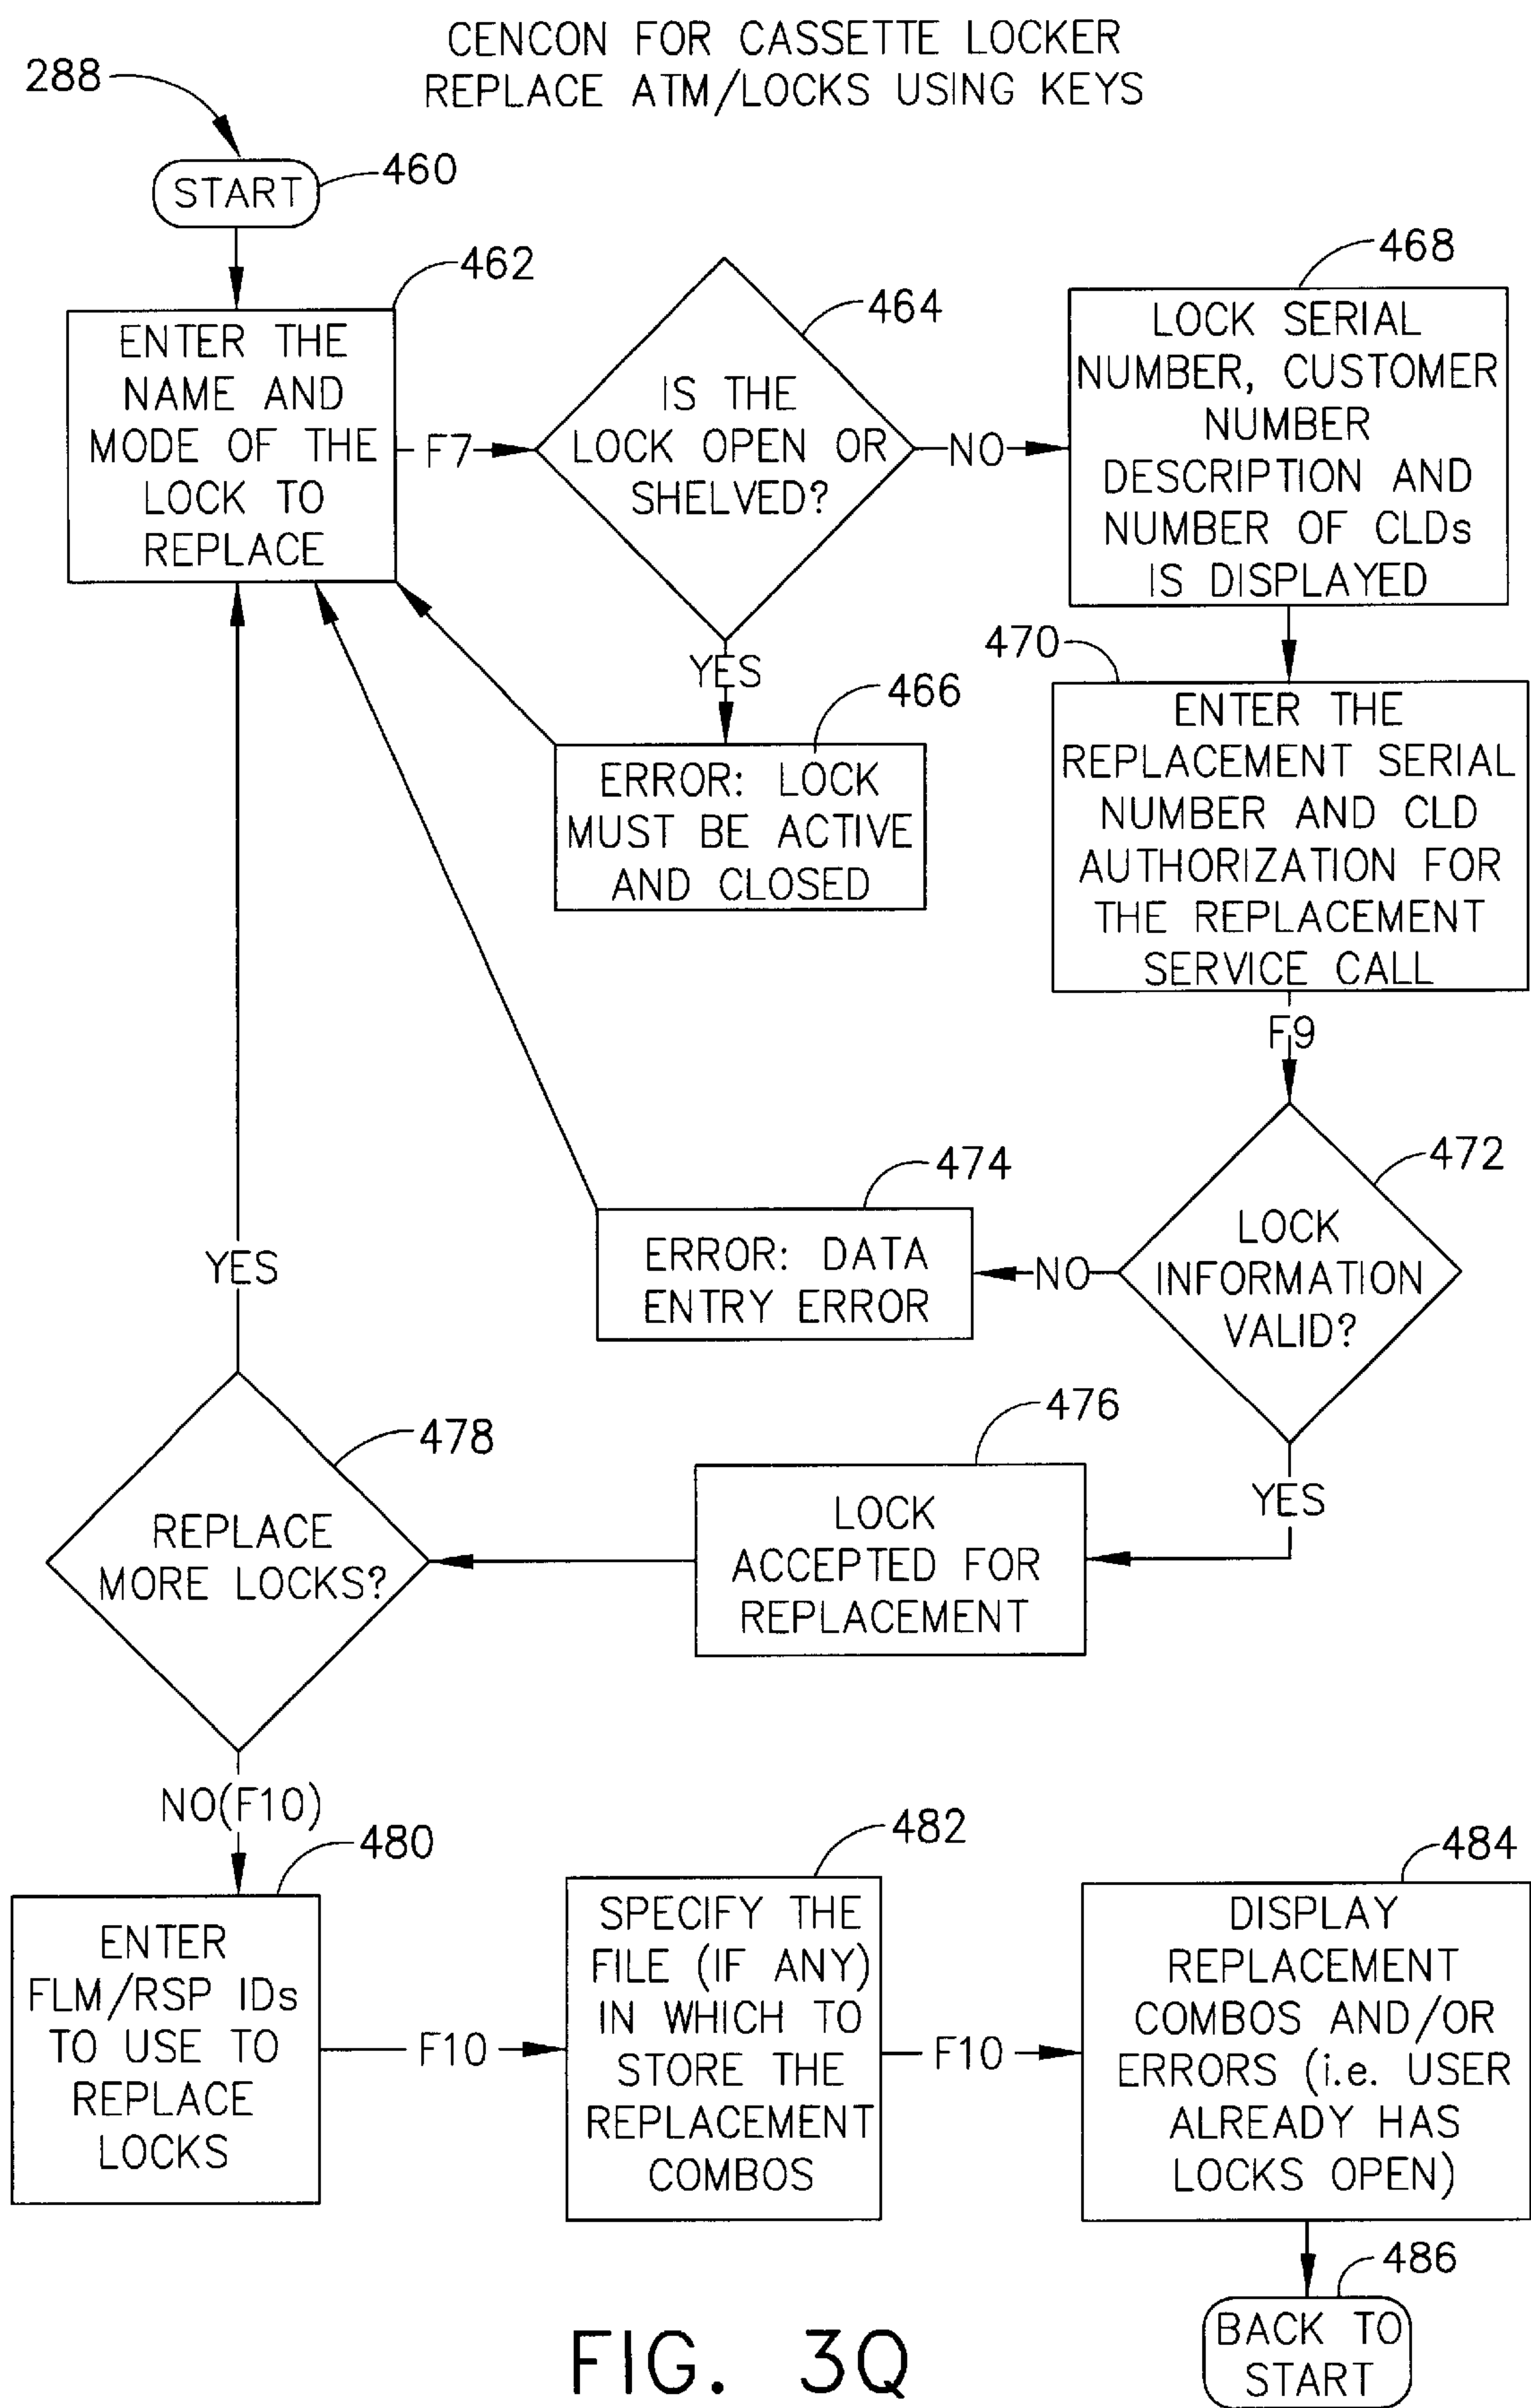 CENCON FOR CASSETTE LOCKER
REPLACE ATM/LOCKS USING KEYS
288
START
460
462
ENTER THE
NAME AND
MODE OF THE
LOCK TO
REPLACE
F7
464
IS THE
LOCK OPEN OR
SHELVED?
NO
468
LOCK SERIAL
NUMBER, CUSTOMER
NUMBER
DESCRIPTION AND
NUMBER OF CLDs
IS DISPLAYED
YES
466
ERROR: LOCK
MUST BE ACTIVE
AND CLOSED
470
ENTER THE
REPLACEMENT SERIAL
NUMBER AND CLD
AUTHORIZATION FOR
THE REPLACEMENT
SERVICE CALL
F9
472
LOCK
INFORMATION
VALID?
NO
474
ERROR: DATA
ENTRY ERROR
YES
476
LOCK
ACCEPTED FOR
REPLACEMENT
478
REPLACE
MORE LOCKS?
YES
NO(F10)
480
ENTER
FLM/RSP IDs
TO USE TO
REPLACE
LOCKS
F10
482
SPECIFY THE
FILE (IF ANY)
IN WHICH TO
STORE THE
REPLACEMENT
COMBOS
F10
484
DISPLAY
REPLACEMENT
COMBOS AND/OR
ERRORS (i.e. USER
ALREADY HAS
LOCKS OPEN)
486
BACK TO
START
FIG. 3Q